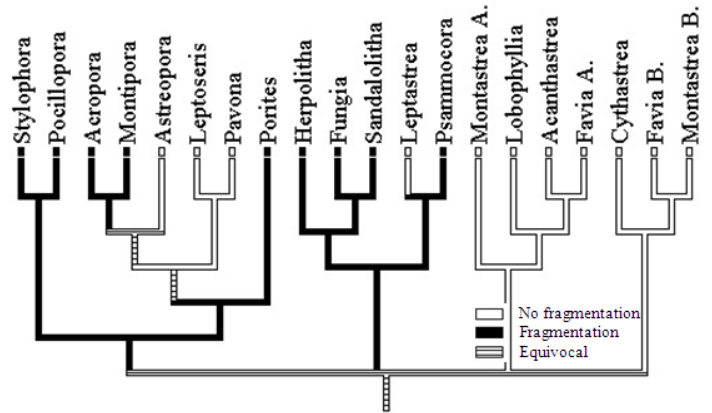 Stylophora
Pocillopora
Acropora
Montipora
Astreopora
Leptoseris
Pavona
Porites
Herpolitha
Fungia
Sandalolitha
Leptastrea
Psammocora
Montastrea A.
Lobophyllia
Acanthastrea
Favia A.
Cythastrea
Favia B.
Montastrea B.
No fragmentation
Fragmentation
Equivocal